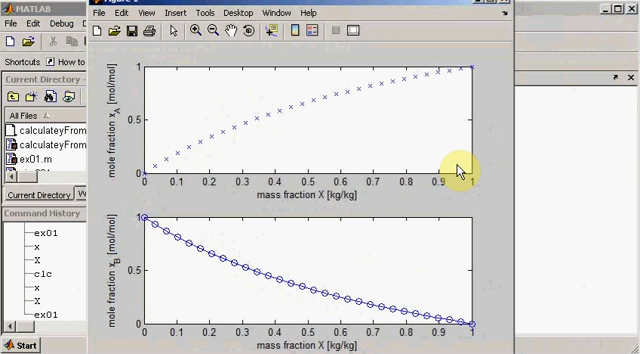 MATLAB
File Edit Debug
Shortcuts How to
Current Directory
All Files
calculateyFrom
calculateyFrom
ex01.m
Current Directory
Command History
ex01
x
X
clc
x
X
ex01
Start
File Edit View Insert Tools Desktop Window Help
mole fraction x_A [mol/mol]
1
0.5
0
0 0.1 0.2 0.3 0.4 0.5 0.6 0.7 0.8 0.9 1
mass fraction X [kg/kg]
mole fraction x_B [mol/mol]
1
0.5
0
0 0.1 0.2 0.3 0.4 0.5 0.6 0.7 0.8 0.9 1
mass fraction X [kg/kg]